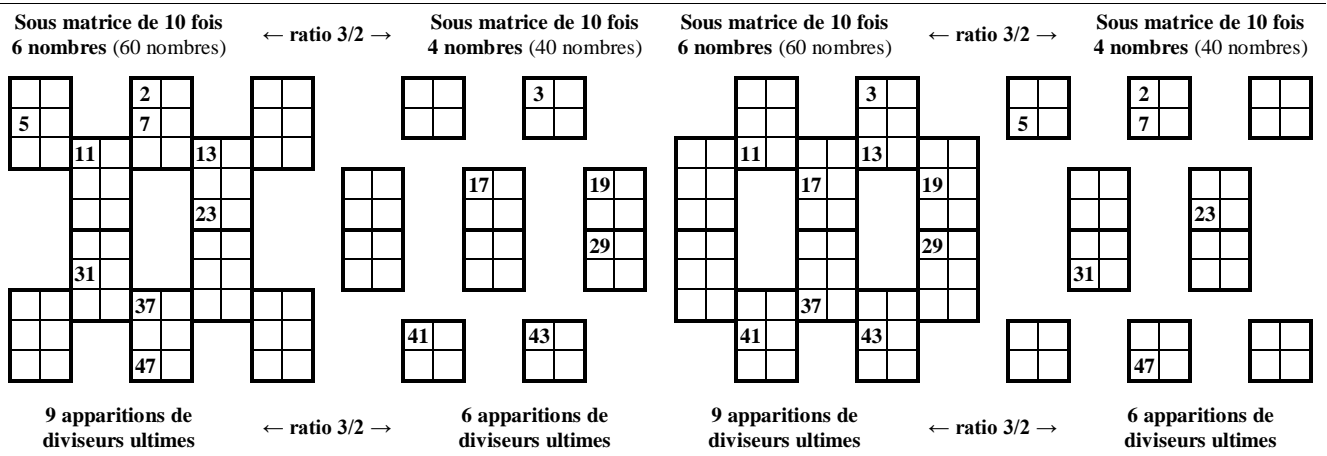 Sous matrice de 10 fois
6 nombres (60 nombres)
← ratio 3/2 →
Sous matrice de 10 fois
4 nombres (40 nombres)
Sous matrice de 10 fois
6 nombres (60 nombres)
← ratio 3/2 →
Sous matrice de 10 fois
4 nombres (40 nombres)
2
5 7
11 13
23
31
37
47
3
17 19
29
41 43
3
11 13
17 19
29
37
41 43
2
5 7
23
31
47
9 apparitions de
diviseurs ultimes
← ratio 3/2 →
6 apparitions de
diviseurs ultimes
9 apparitions de
diviseurs ultimes
← ratio 3/2 →
6 apparitions de
diviseurs ultimes